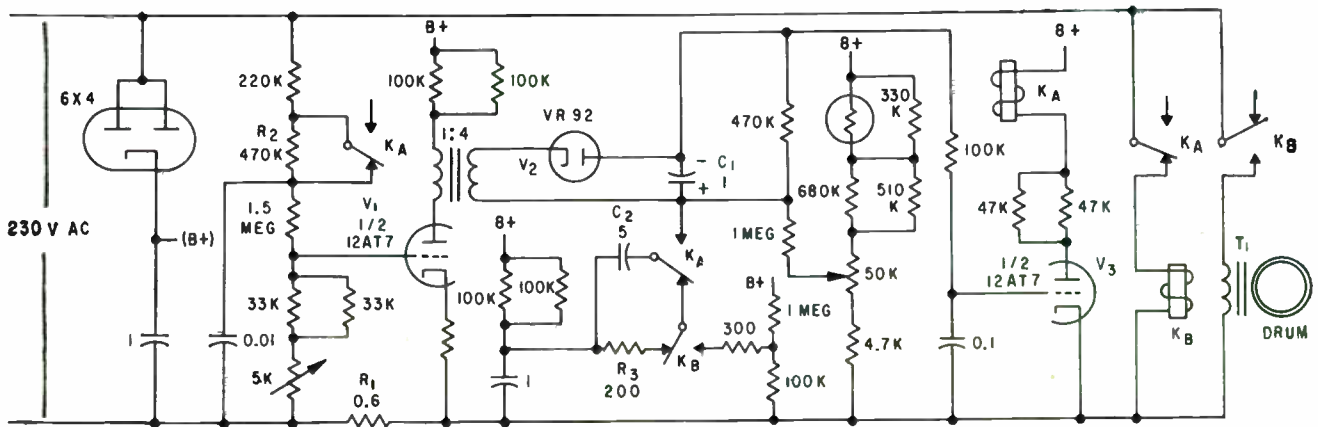 230 V AC
6X4
(B+)
1
220K
R2
470K
KA
1.5
MEG
33K
33K
5K
0.01
R1
0.6
B+
100K
100K
1:4
V1
1/2
12AT7
VR 92
V2
C1
1
-
+
B+
100K
100K
1
C2
5
KA
R3
200
KB
300
470K
1 MEG
B+
1 MEG
100K
8+
330
K
680K
510
K
50K
4.7K
100K
0.1
8+
KA
47K
47K
1/2
12AT7
V3
KA
KB
KB
T1
DRUM